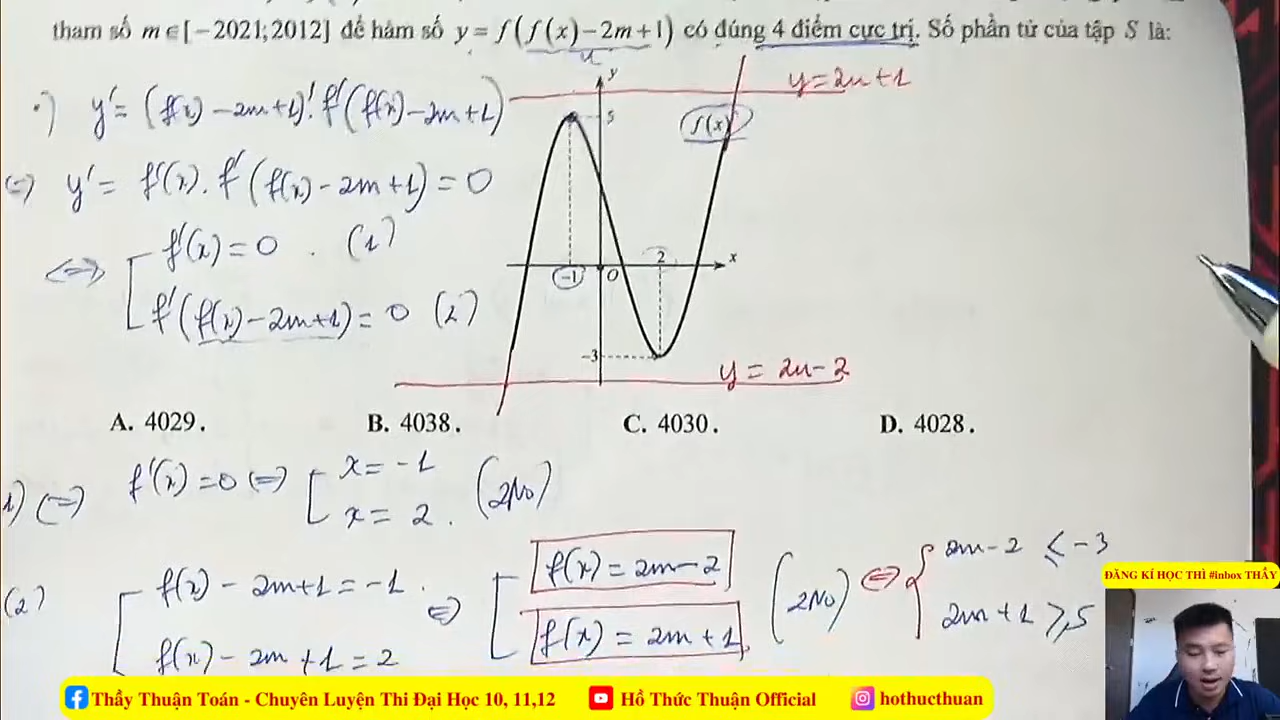 tham số m∈[−2021;2012] để hàm số y=f(f(x)−2m+1) có đúng 4 điểm cực trị. Số phần tử của tập S là:
u
y
y=2m+1
•) y'= (f(x)−2m+1)'. f'(f(x)−2m+1)
5
f(x)
(=) y'= f'(x). f'(f(x)−2m+1)=0
⟺ [ f'(x)=0 . (1)
f'(f(x)−2m+1)=0 (2)
-1 O 2 x
−3
y = 2m−2
A. 4029. B. 4038. C. 4030. D. 4028.
1) (=) f'(x)=0 (=) [ x=−1
x= 2. (2No)
(2) [ f(x)−2m+1=−1. (=) [ f(x)=2m−2 (2No) ⟺ { 2m−2 ≤ −3
f(x)−2m+1=2 f(x)=2m+1, 2m+1 ≥ 5
ĐĂNG KÍ HỌC THÌ #inbox THẦY
Thầy Thuận Toán - Chuyên Luyện Thi Đại Học 10, 11,12 Hồ Thức Thuận Official hothucthuan